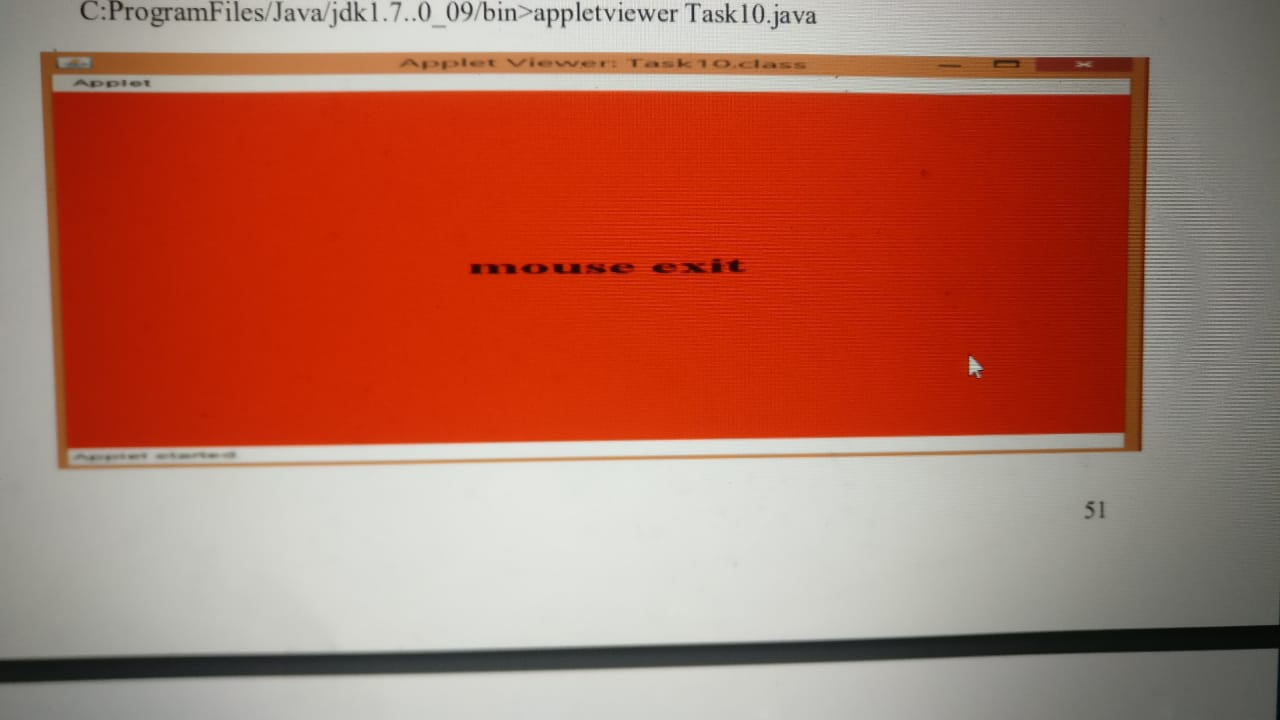 C:ProgramFiles/Java/jdk1.7..0_09/bin>appletviewer Task10.java
Applet Viewer: Task10.class
Applet
mouse exit
Applet started.
51